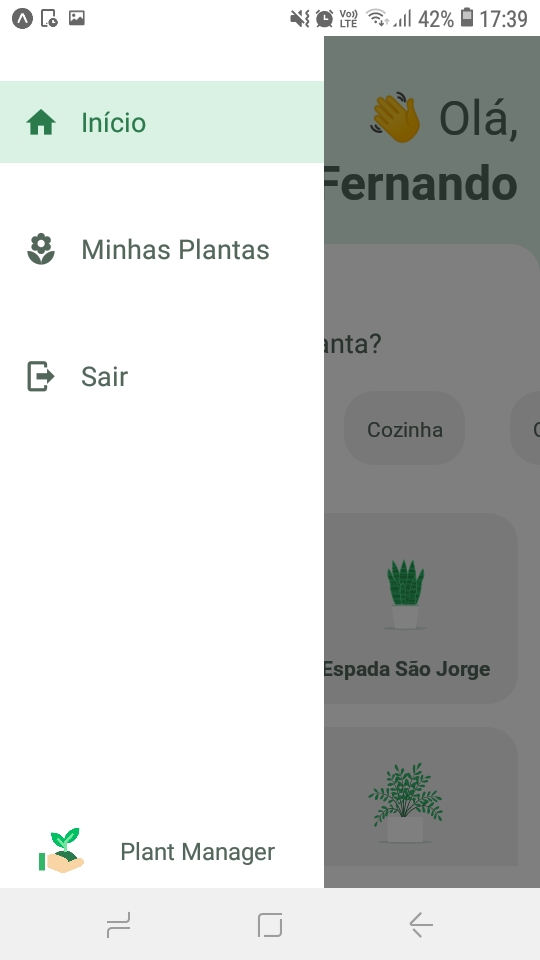 Vo)) LTE 42% 17:39
Início
Olá,
Fernando
Minhas Plantas
anta?
Sair
Cozinha
Espada São Jorge
Plant Manager